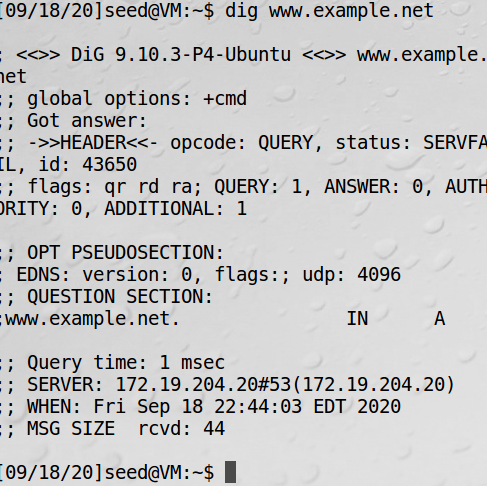 [09/18/20]seed@VM:~$ dig www.example.net
; <<>> DiG 9.10.3-P4-Ubuntu <<>> www.example.
net
;; global options: +cmd
;; Got answer:
;; ->>HEADER<<- opcode: QUERY, status: SERVFA
IL, id: 43650
;; flags: qr rd ra; QUERY: 1, ANSWER: 0, AUTH
ORITY: 0, ADDITIONAL: 1
;; OPT PSEUDOSECTION:
; EDNS: version: 0, flags:; udp: 4096
;; QUESTION SECTION:
;www.example.net. IN A
;; Query time: 1 msec
;; SERVER: 172.19.204.20#53(172.19.204.20)
;; WHEN: Fri Sep 18 22:44:03 EDT 2020
;; MSG SIZE rcvd: 44
[09/18/20]seed@VM:~$